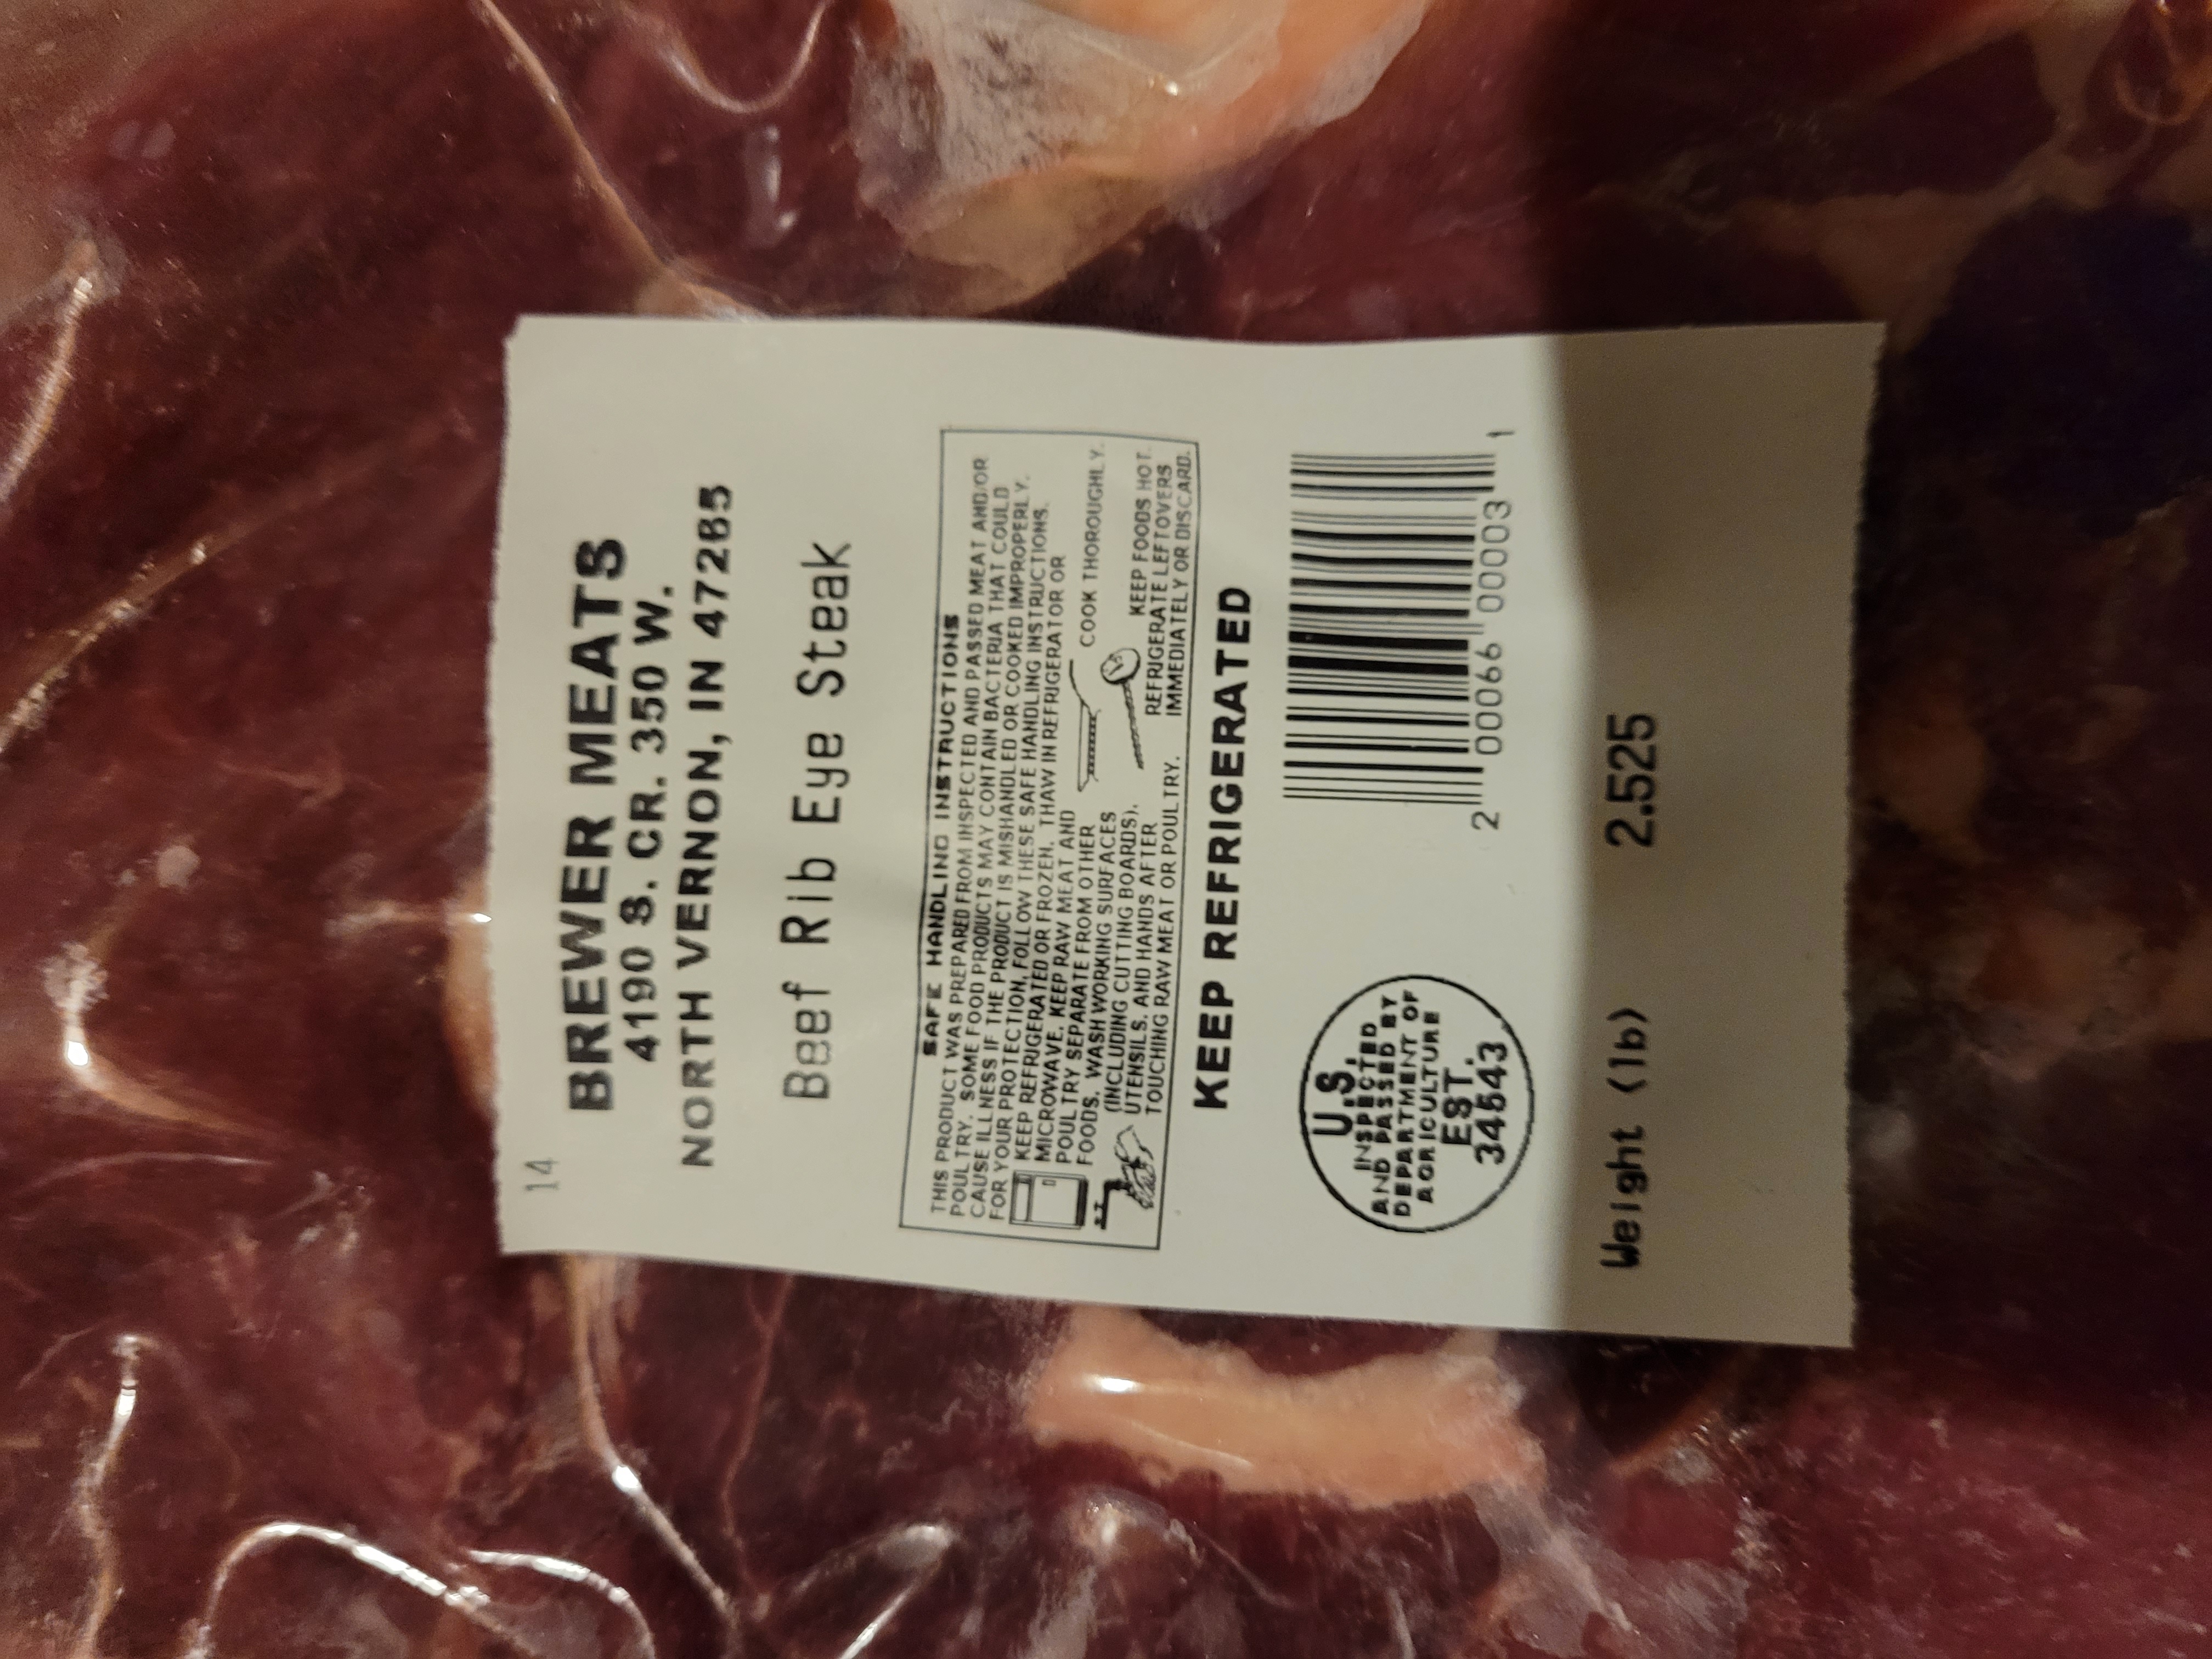 14
BREWER MEATS
4190 S. CR. 350 W.
NORTH VERNON, IN 47265
Beef Rib Eye Steak
SAFE HANDLING INSTRUCTIONS
THIS PRODUCT WAS PREPARED FROM INSPECTED AND PASSED MEAT AND/OR
POULTRY. SOME FOOD PRODUCTS MAY CONTAIN BACTERIA THAT COULD
CAUSE ILLNESS IF THE PRODUCT IS MISHANDLED OR COOKED IMPROPERLY.
FOR YOUR PROTECTION, FOLLOW THESE SAFE HANDLING INSTRUCTIONS.
KEEP REFRIGERATED OR FROZEN. THAW IN REFRIGERATOR OR
MICROWAVE. KEEP RAW MEAT AND
POULTRY SEPARATE FROM OTHER
FOODS. WASH WORKING SURFACES
(INCLUDING CUTTING BOARDS),
UTENSILS, AND HANDS AFTER
TOUCHING RAW MEAT OR POULTRY.
COOK THOROUGHLY.
KEEP FOODS HOT.
REFRIGERATE LEFTOVERS
IMMEDIATELY OR DISCARD.
KEEP REFRIGERATED
U.S.
INSPECTED
AND PASSED BY
DEPARTMENT OF
AGRICULTURE
EST.
34543
2 00066 00003 1
Weight (lb) 2.525